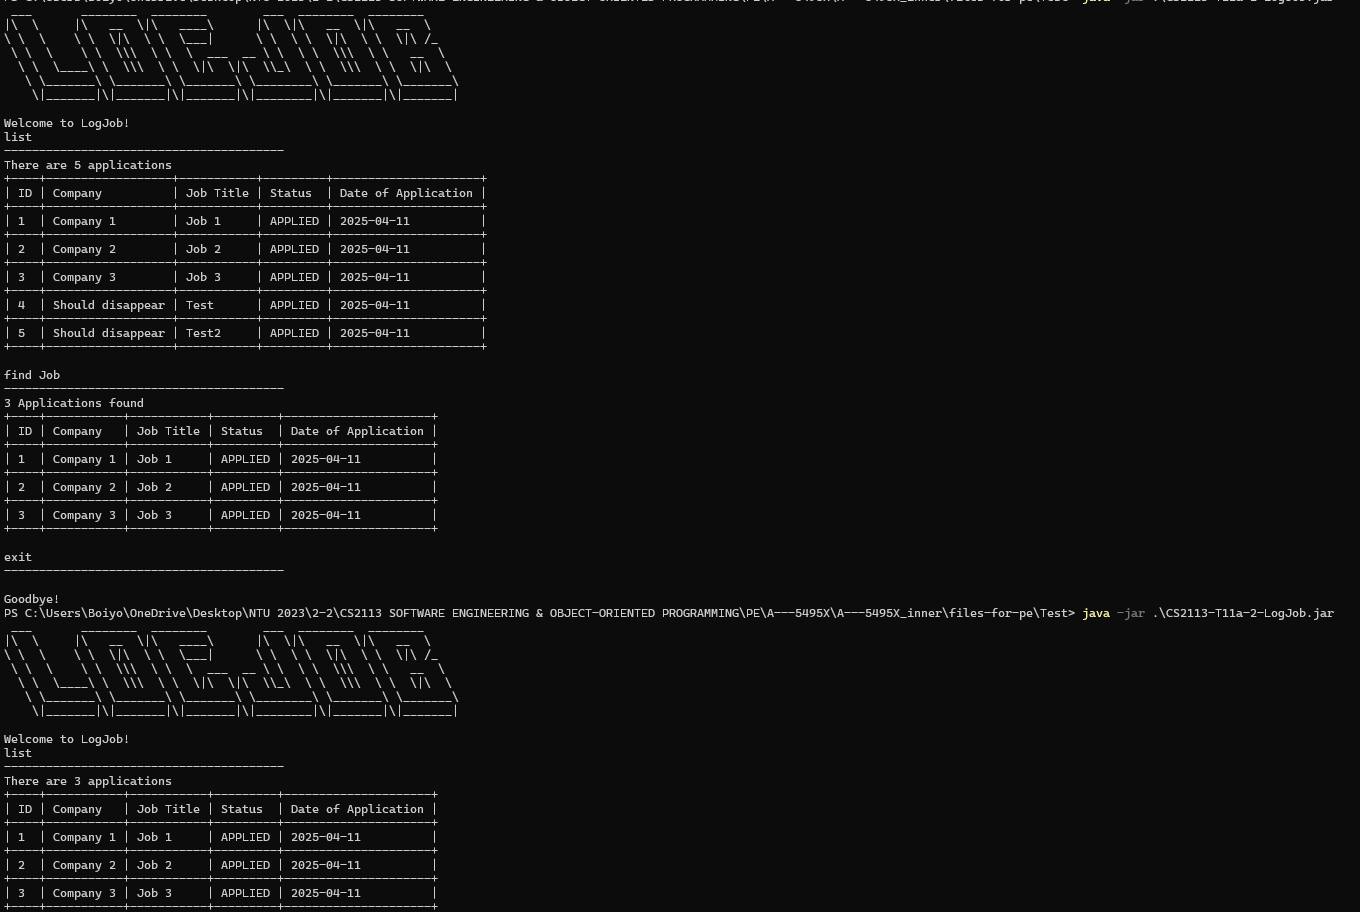 Welcome to LogJob!
list
----------------------------------------
There are 5 applications
+----+------------------+-----------+---------+---------------------+
| ID | Company          | Job Title | Status  | Date of Application |
+----+------------------+-----------+---------+---------------------+
| 1  | Company 1        | Job 1     | APPLIED | 2025-04-11          |
+----+------------------+-----------+---------+---------------------+
| 2  | Company 2        | Job 2     | APPLIED | 2025-04-11          |
+----+------------------+-----------+---------+---------------------+
| 3  | Company 3        | Job 3     | APPLIED | 2025-04-11          |
+----+------------------+-----------+---------+---------------------+
| 4  | Should disappear | Test      | APPLIED | 2025-04-11          |
+----+------------------+-----------+---------+---------------------+
| 5  | Should disappear | Test2     | APPLIED | 2025-04-11          |
+----+------------------+-----------+---------+---------------------+
find Job
----------------------------------------
3 Applications found
+----+-----------+-----------+---------+---------------------+
| ID | Company   | Job Title | Status  | Date of Application |
+----+-----------+-----------+---------+---------------------+
| 1  | Company 1 | Job 1     | APPLIED | 2025-04-11          |
+----+-----------+-----------+---------+---------------------+
| 2  | Company 2 | Job 2     | APPLIED | 2025-04-11          |
+----+-----------+-----------+---------+---------------------+
| 3  | Company 3 | Job 3     | APPLIED | 2025-04-11          |
+----+-----------+-----------+---------+---------------------+
exit
----------------------------------------
Goodbye!
PS C:\Users\Boiyo\OneDrive\Desktop\NTU 2023\2-2\CS2113 SOFTWARE ENGINEERING & OBJECT-ORIENTED PROGRAMMING\PE\A---5495X\A---5495X_inner\files-for-pe\Test> java -jar .\CS2113-T11a-2-LogJob.jar
Welcome to LogJob!
list
----------------------------------------
There are 3 applications
+----+-----------+-----------+---------+---------------------+
| ID | Company   | Job Title | Status  | Date of Application |
+----+-----------+-----------+---------+---------------------+
| 1  | Company 1 | Job 1     | APPLIED | 2025-04-11          |
+----+-----------+-----------+---------+---------------------+
| 2  | Company 2 | Job 2     | APPLIED | 2025-04-11          |
+----+-----------+-----------+---------+---------------------+
| 3  | Company 3 | Job 3     | APPLIED | 2025-04-11          |
+----+-----------+-----------+---------+---------------------+